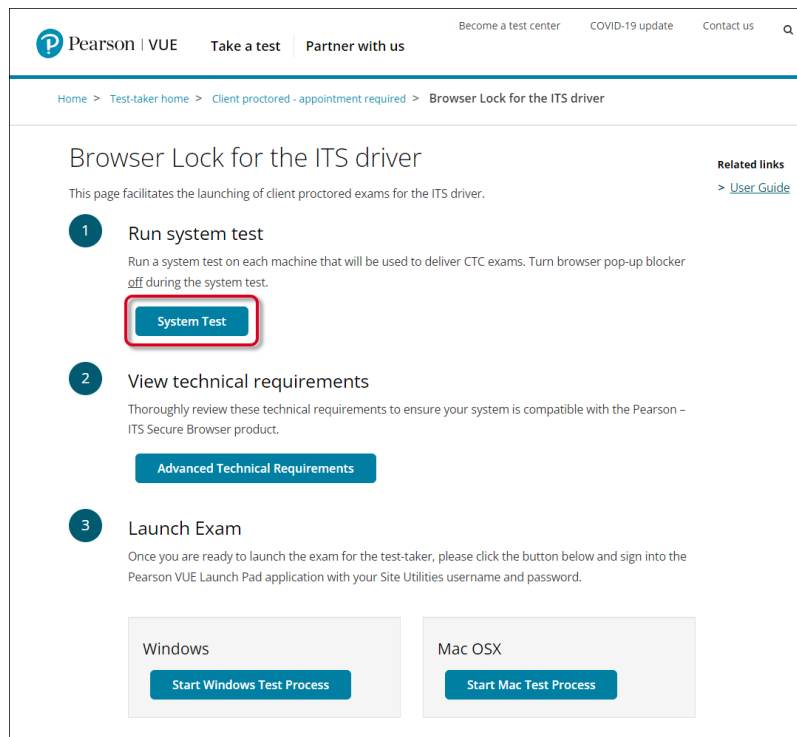 Become a test center COVID-19 update Contact us
Pearson | VUE Take a test Partner with us
Home > Test-taker home > Client proctored - appointment required > Browser Lock for the ITS driver
Browser Lock for the ITS driver
Related links
This page facilitates the launching of client proctored exams for the ITS driver.
> User Guide
1
Run system test
Run a system test on each machine that will be used to deliver CTC exams. Turn browser pop-up blocker
off during the system test.
System Test
2
View technical requirements
Thoroughly review these technical requirements to ensure your system is compatible with the Pearson –
ITS Secure Browser product.
Advanced Technical Requirements
3
Launch Exam
Once you are ready to launch the exam for the test-taker, please click the button below and sign into the
Pearson VUE Launch Pad application with your Site Utilities username and password.
Windows
Start Windows Test Process
Mac OSX
Start Mac Test Process